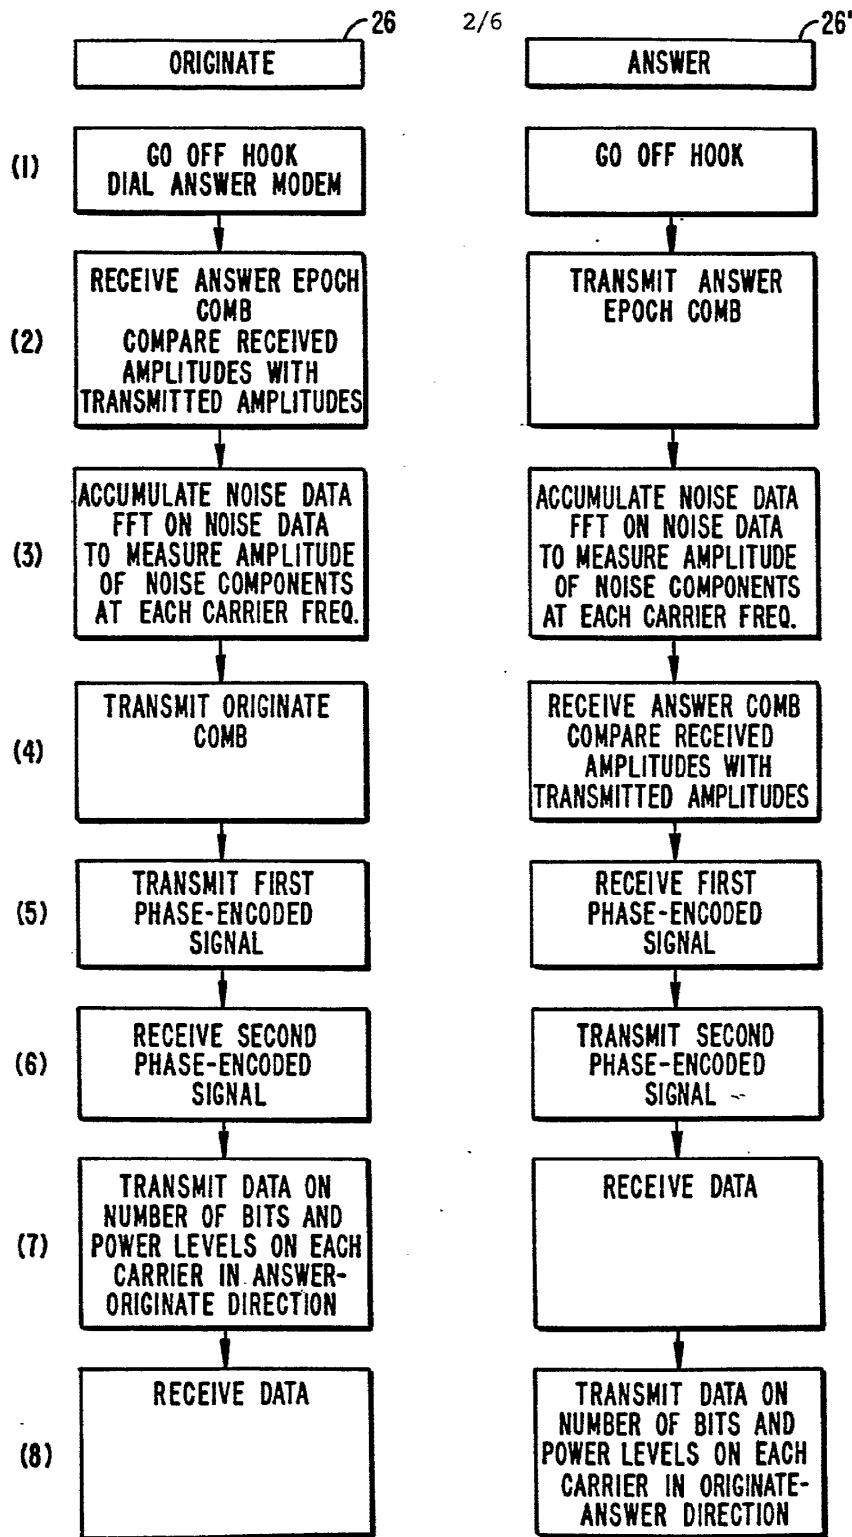 26
2/6
26'
ORIGINATE
ANSWER
(1)
GO OFF HOOK
DIAL ANSWER MODEM
GO OFF HOOK
(2)
RECEIVE ANSWER EPOCH
COMB
COMPARE RECEIVED
AMPLITUDES WITH
TRANSMITTED AMPLITUDES
TRANSMIT ANSWER
EPOCH COMB
(3)
ACCUMULATE NOISE DATA
FFT ON NOISE DATA
TO MEASURE AMPLITUDE
OF NOISE COMPONENTS
AT EACH CARRIER FREQ.
ACCUMULATE NOISE DATA
FFT ON NOISE DATA
TO MEASURE AMPLITUDE
OF NOISE COMPONENTS
AT EACH CARRIER FREQ.
(4)
TRANSMIT ORIGINATE
COMB
RECEIVE ANSWER COMB
COMPARE RECEIVED
AMPLITUDES WITH
TRANSMITTED AMPLITUDES
(5)
TRANSMIT FIRST
PHASE-ENCODED
SIGNAL
RECEIVE FIRST
PHASE-ENCODED
SIGNAL
(6)
RECEIVE SECOND
PHASE-ENCODED
SIGNAL
TRANSMIT SECOND
PHASE-ENCODED
SIGNAL
(7)
TRANSMIT DATA ON
NUMBER OF BITS AND
POWER LEVELS ON EACH
CARRIER IN ANSWER-
ORIGINATE DIRECTION
RECEIVE DATA
(8)
RECEIVE DATA
TRANSMIT DATA ON
NUMBER OF BITS AND
POWER LEVELS ON EACH
CARRIER IN ORIGINATE-
ANSWER DIRECTION